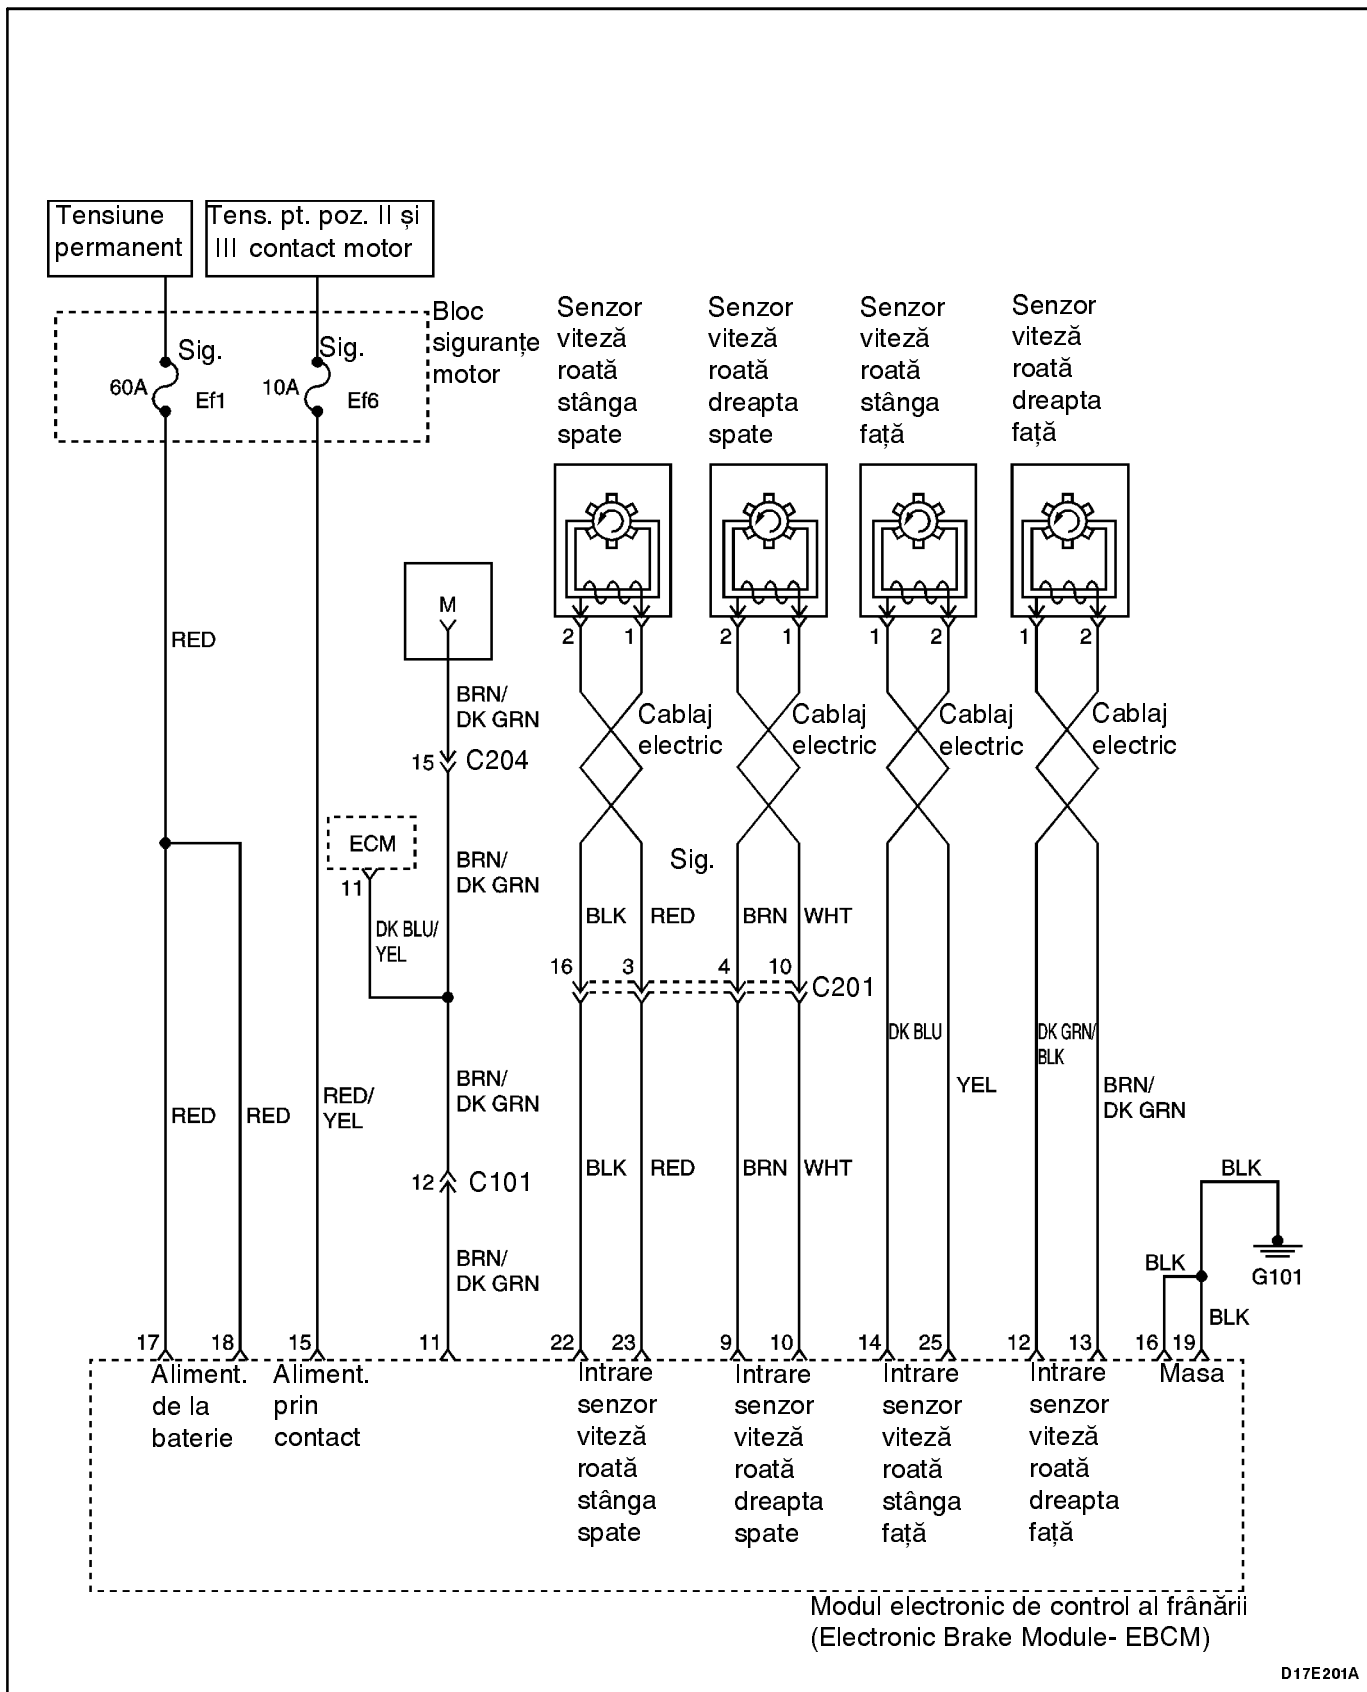 Tensiune
permanent
Tens. pt. poz. II și
III contact motor
Bloc
siguranțe
motor
Sig.
60A
Ef1
Sig.
10A
Ef6
Senzor
viteză
roată
stânga
spate
Senzor
viteză
roată
dreapta
spate
Senzor
viteză
roată
stânga
față
Senzor
viteză
roată
dreapta
față
M
2 1
2 1
1 2
1 2
RED
BRN/
DK GRN
15 C204
Cablaj
electric
Cablaj
electric
Cablaj
electric
Cablaj
electric
ECM
11
BRN/
DK GRN
Sig.
DK BLU/
YEL
BLK RED BRN WHT
16 3 4 10
C201
DK BLU
DK GRN/
BLK
YEL
BRN/
DK GRN
RED RED
RED/
YEL
BRN/
DK GRN
12 C101
BLK RED BRN WHT
BLK
BRN/
DK GRN
BLK
G101
BLK
17 18 15 11 22 23 9 10 14 25 12 13 16 19
Aliment.
de la
baterie
Aliment.
prin
contact
Intrare
senzor
viteză
roată
stânga
spate
Intrare
senzor
viteză
roată
dreapta
spate
Intrare
senzor
viteză
roată
stânga
față
Intrare
senzor
viteză
roată
dreapta
față
Masa
Modul electronic de control al frânării
(Electronic Brake Module- EBCM)
D17E201A